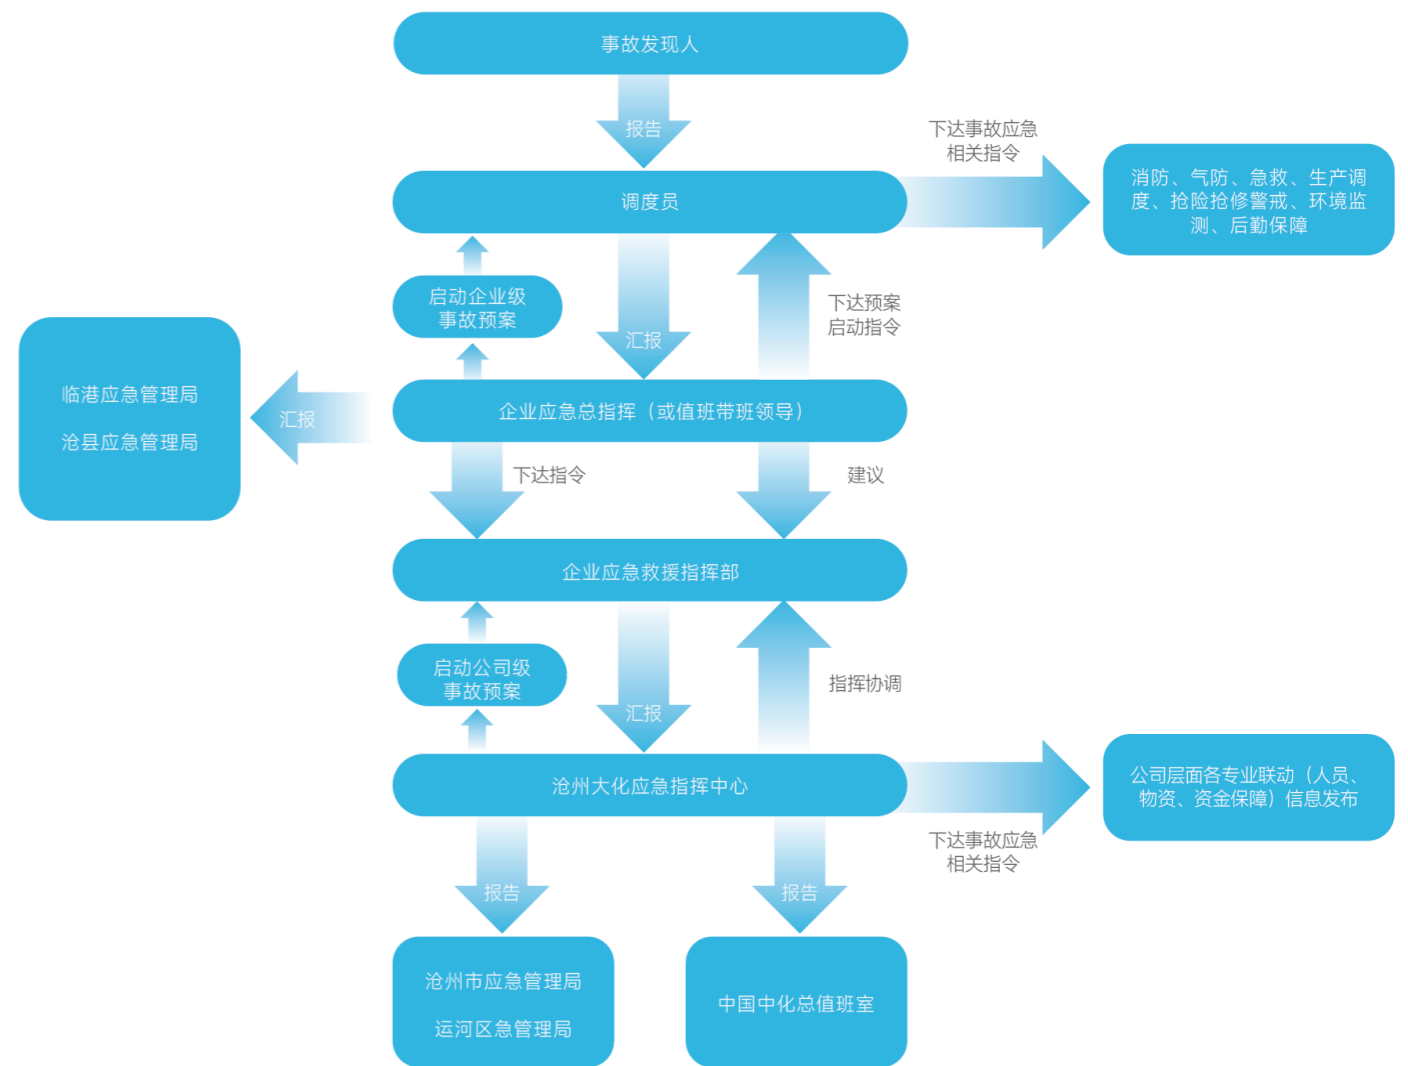 事故发现人
报告
下达事故应急
相关指令
调度员
消防、气防、急救、生产调
度、抢险抢修警戒、环境监
测、后勤保障
启动企业级
事故预案
汇报
下达预案
启动指令
临港应急管理局
沧县应急管理局
汇报
企业应急总指挥（或值班带班领导）
下达指令
建议
企业应急救援指挥部
启动公司级
事故预案
汇报
指挥协调
沧州大化应急指挥中心
公司层面各专业联动（人员、
物资、资金保障）信息发布
下达事故应急
相关指令
报告
报告
沧州市应急管理局
运河区急管理局
中国中化总值班室